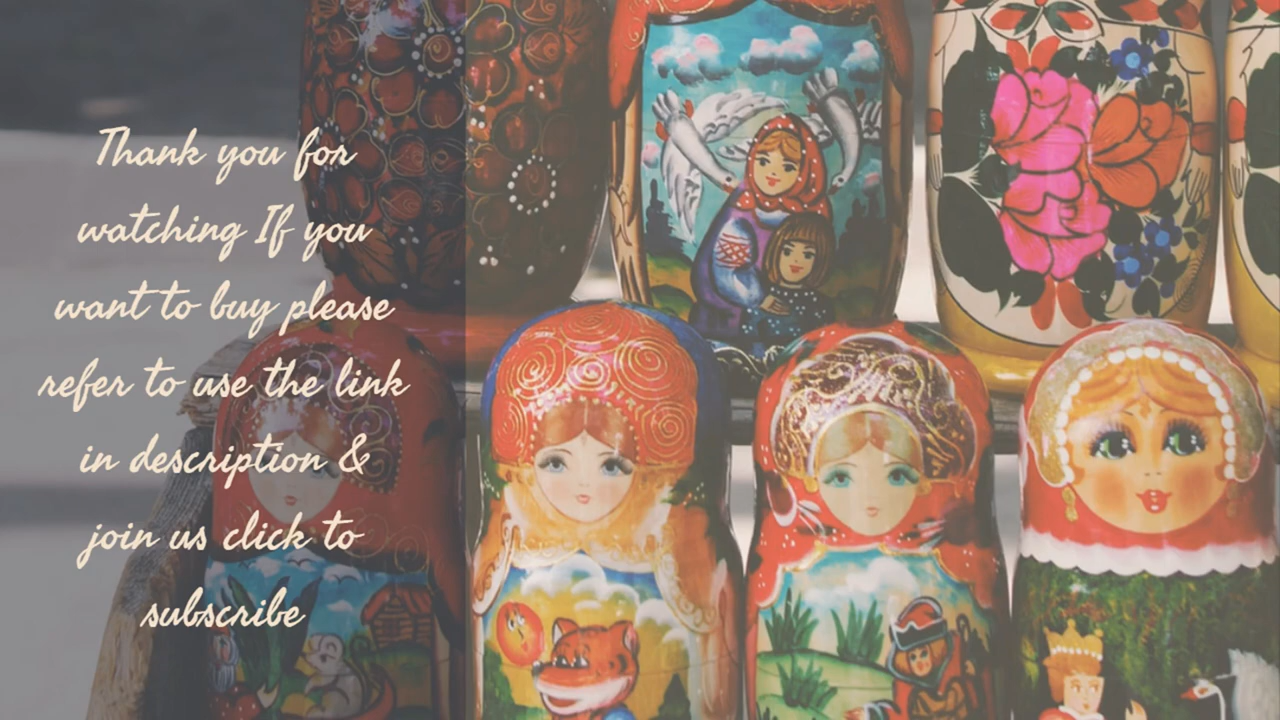 Thank you for
watching If you
want to buy please
refer to use the link
in description &
join us click to
subscribe